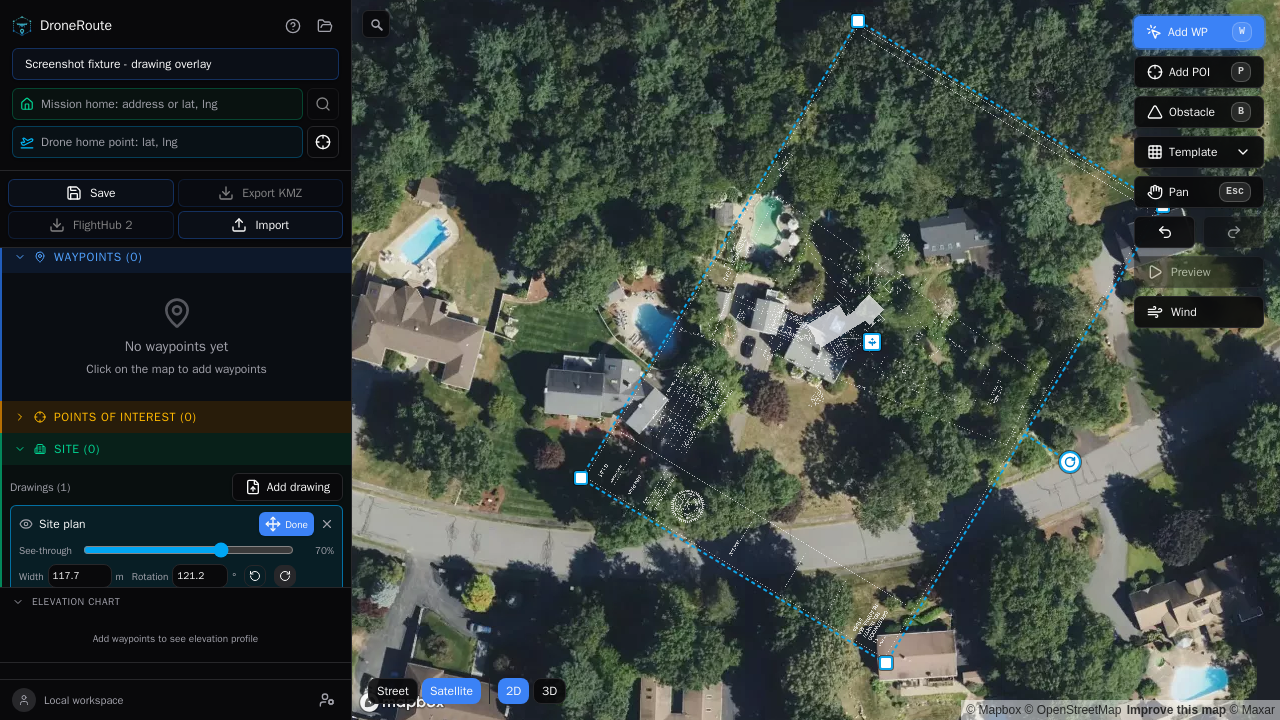 DroneRoute
Screenshot fixture - drawing overlay
Mission home: address or lat, lng
Drone home point: lat, lng
Save
Export KMZ
FlightHub 2
Import
WAYPOINTS (0)
No waypoints yet
Click on the map to add waypoints
POINTS OF INTEREST (0)
SITE (0)
Drawings (1)
Add drawing
Site plan
Done
See-through
70%
Width 117.7 m Rotation 121.2 °
ELEVATION CHART
Add waypoints to see elevation profile
Local workspace
Add WP W
Add POI P
Obstacle B
Template
Pan Esc
Preview
Wind
Street Satellite 2D 3D
mapbox
© Mapbox © OpenStreetMap Improve this map © Maxar